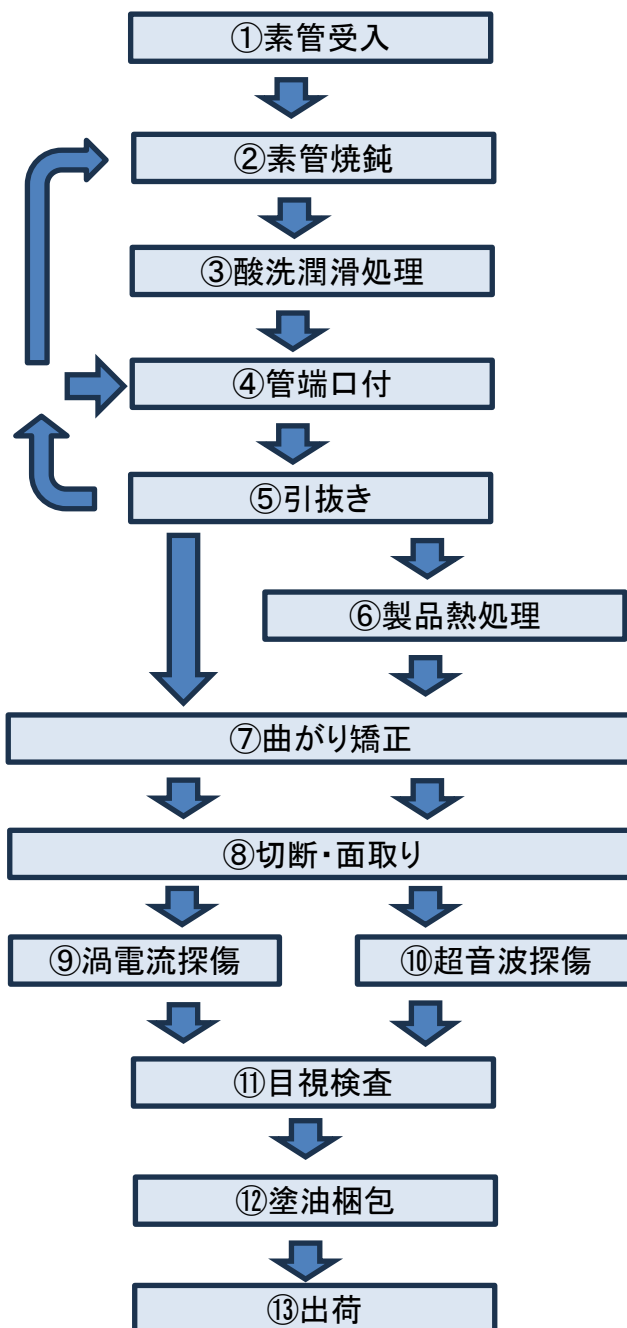 ①素管受入
②素管焼鈍
③酸洗潤滑処理
④管端口付
⑤引抜き
⑥製品熱処理
⑦曲がり矯正
⑧切断・面取り
⑨渦電流探傷
⑩超音波探傷
⑪目視検査
⑫塗油梱包
⑬出荷